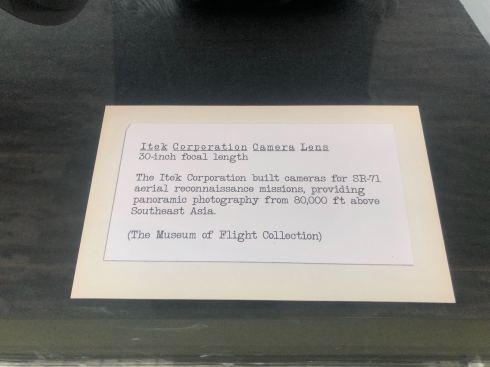 Itek Corporation Camera Lens
30-inch focal length
The Itek Corporation built cameras for SR-71
aerial reconnaissance missions, providing
panoramic photography from 80,000 ft above
Southeast Asia.
(The Museum of Flight Collection)